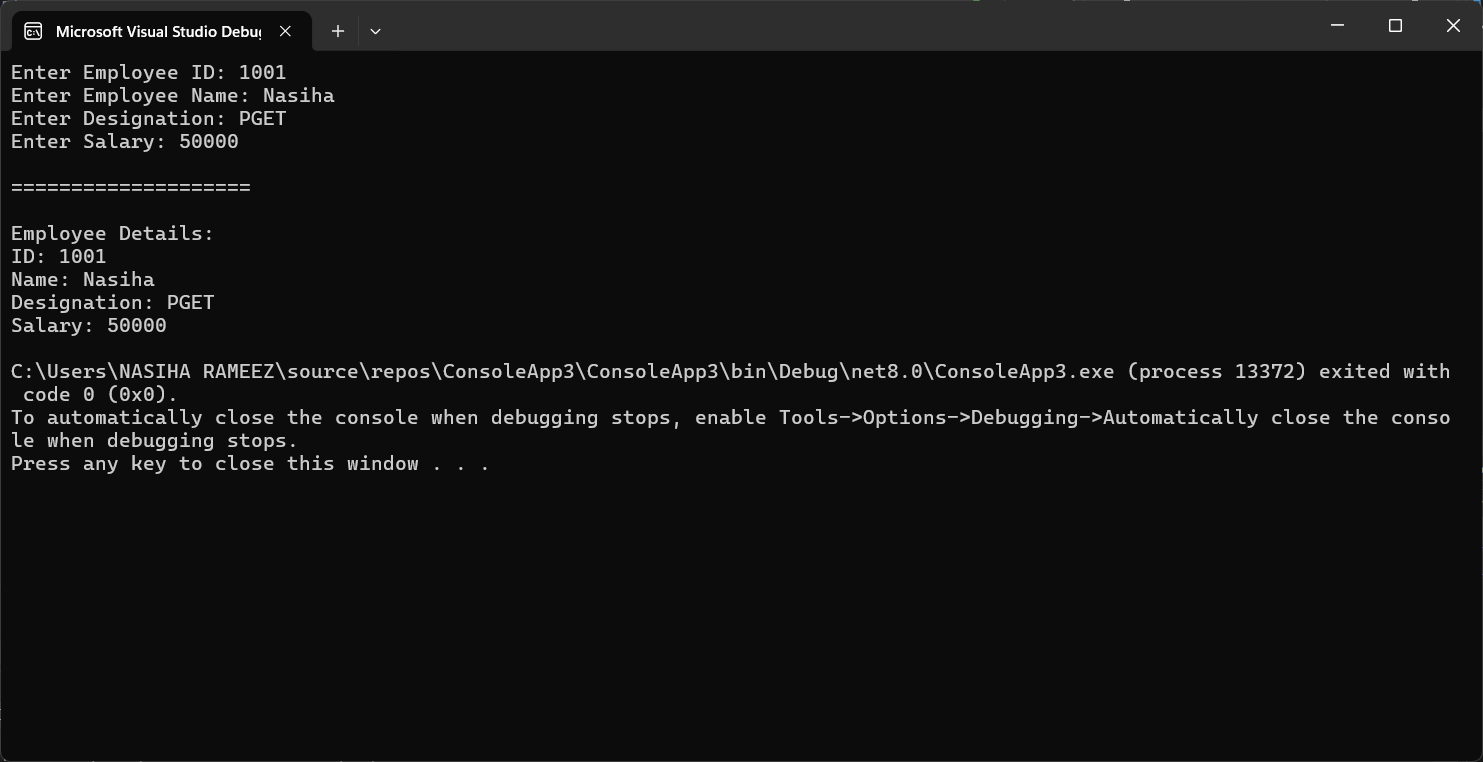 Microsoft Visual Studio Debu
Enter Employee ID: 1001
Enter Employee Name: Nasiha
Enter Designation: PGET
Enter Salary: 50000
====================
Employee Details:
ID: 1001
Name: Nasiha
Designation: PGET
Salary: 50000
C:\Users\NASIHA RAMEEZ\source\repos\ConsoleApp3\ConsoleApp3\bin\Debug\net8.0\ConsoleApp3.exe (process 13372) exited with
 code 0 (0x0).
To automatically close the console when debugging stops, enable Tools->Options->Debugging->Automatically close the conso
le when debugging stops.
Press any key to close this window . . .